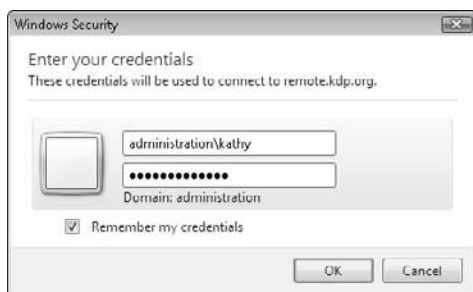 Windows Security
Enter your credentials
These credentials will be used to connect to remote.kdp.org.
administration\kathy
•••••••••••••
Domain: administration
Remember my credentials
OK
Cancel